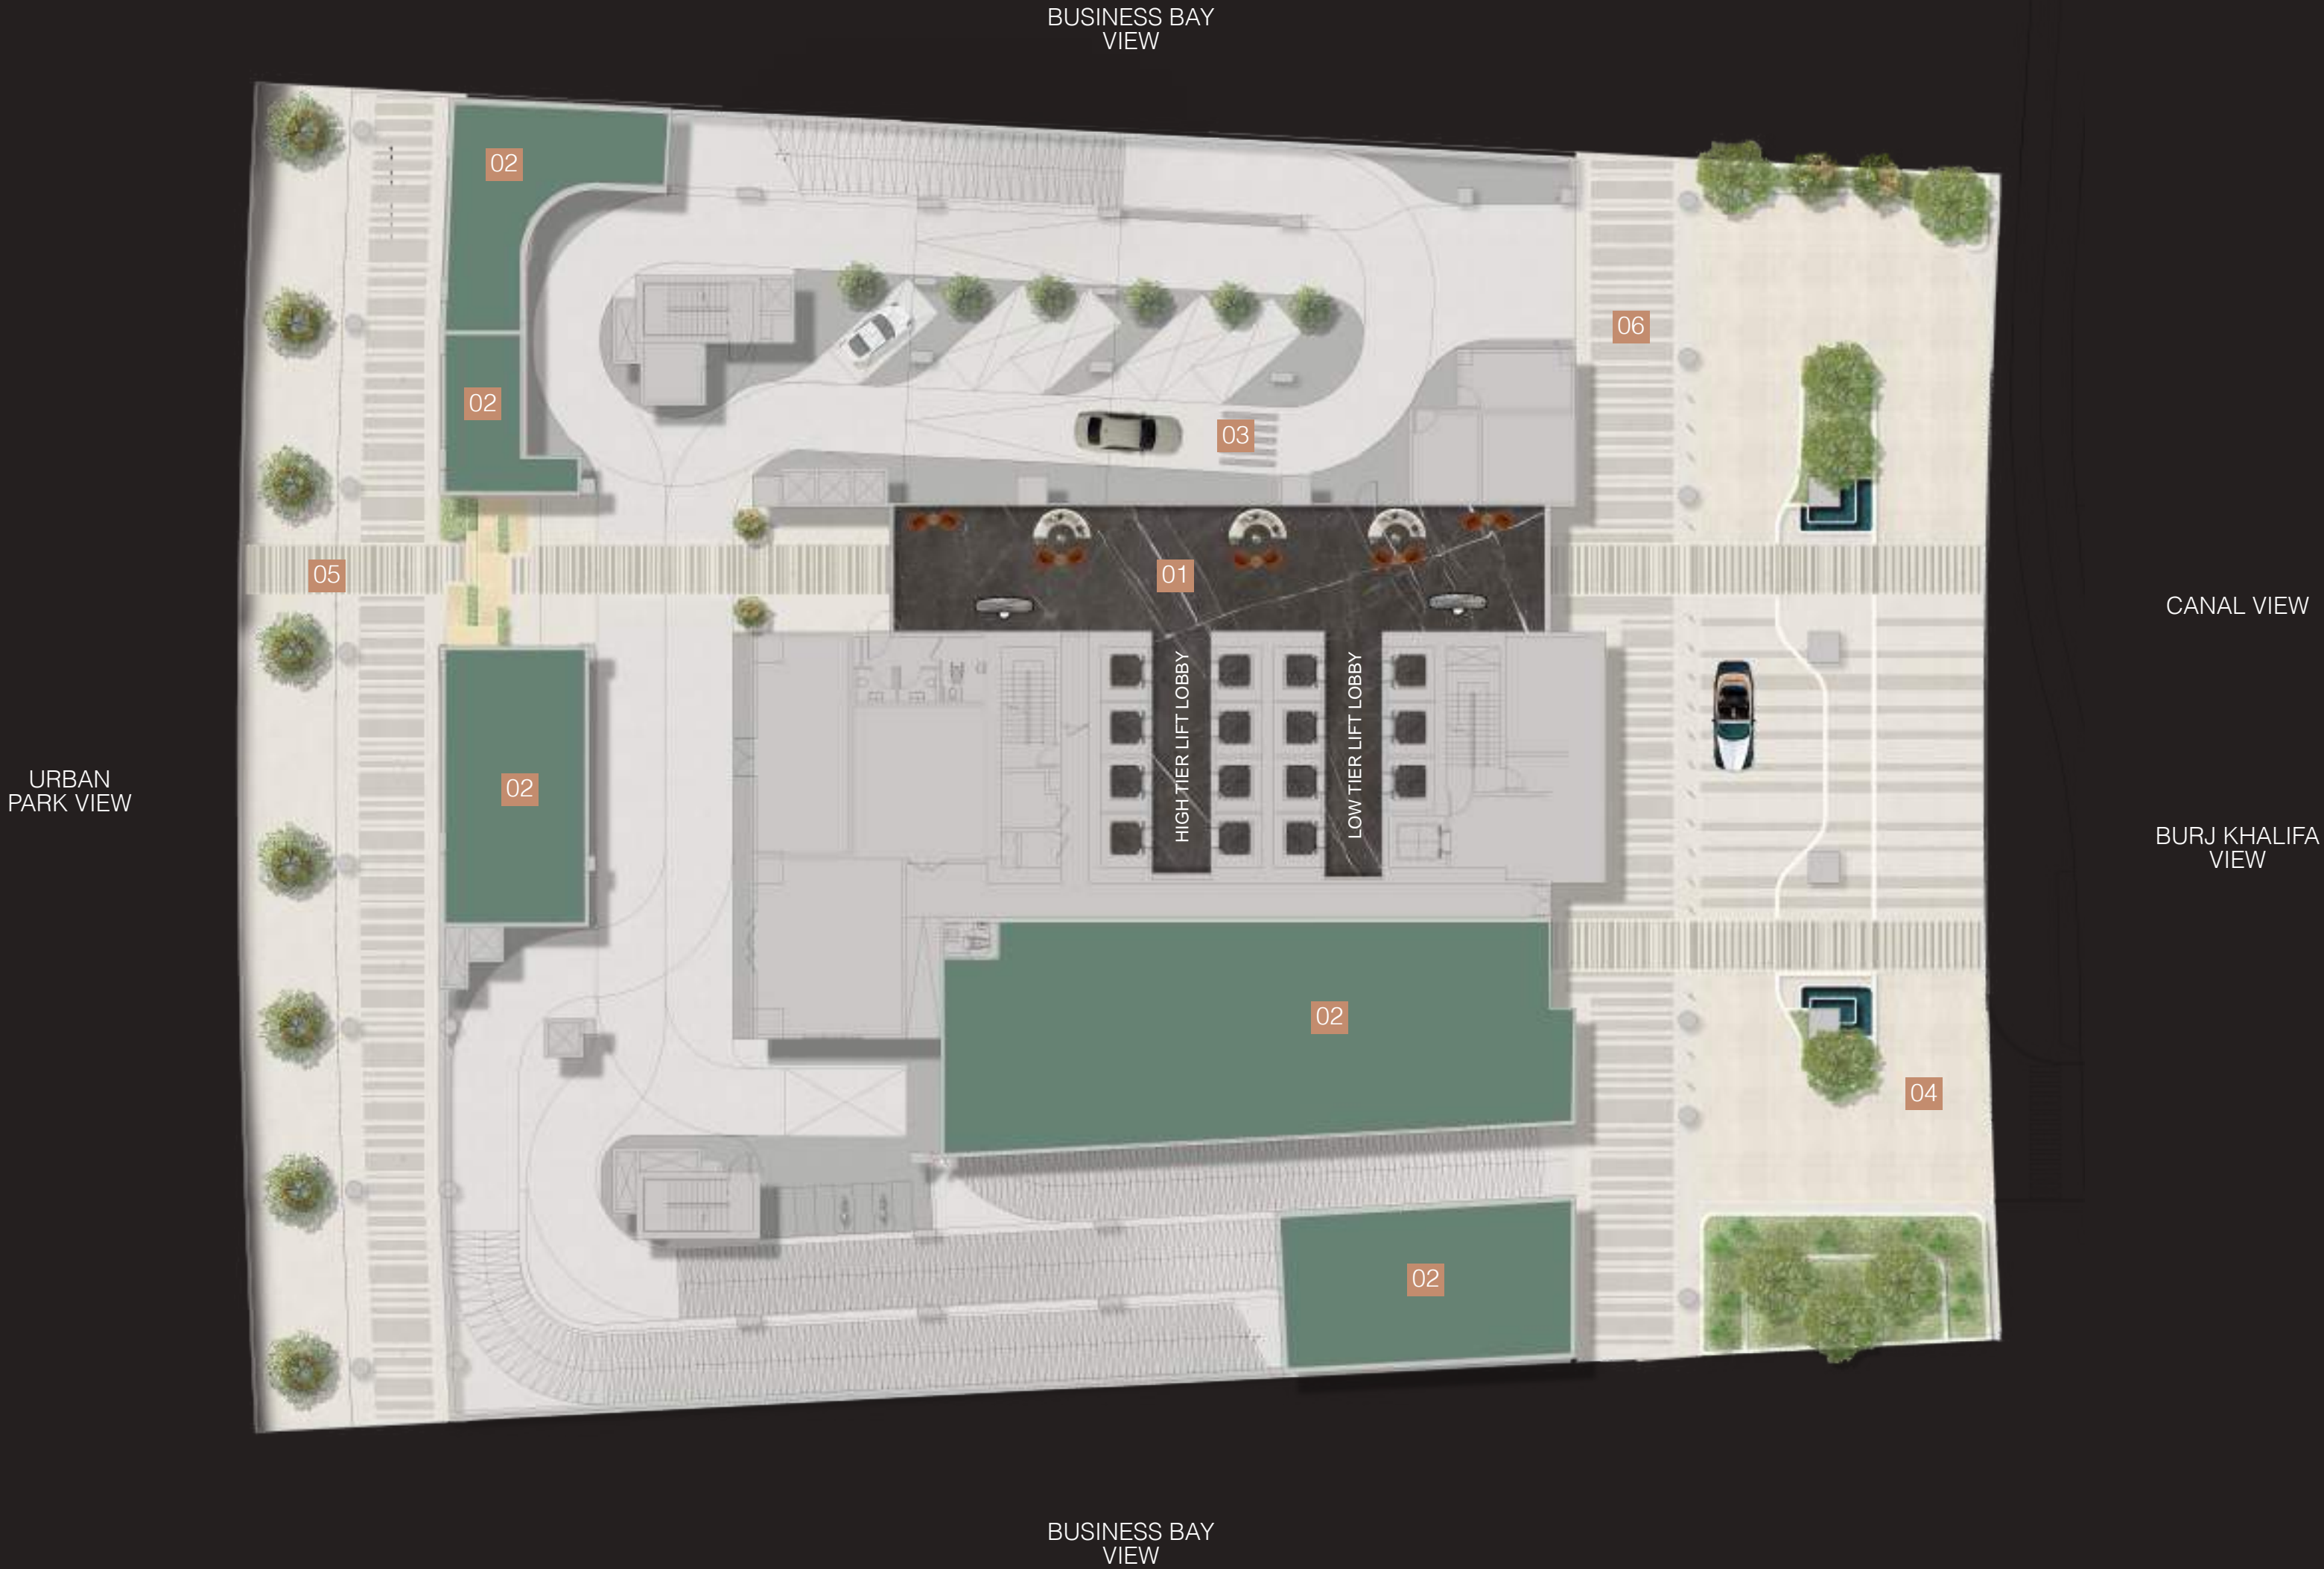 BUSINESS BAY
VIEW
02
06
02
03
05
01
CANAL VIEW
HIGH TIER LIFT LOBBY
LOW TIER LIFT LOBBY
URBAN
PARK VIEW
02
BURJ KHALIFA
VIEW
02
04
02
BUSINESS BAY
VIEW